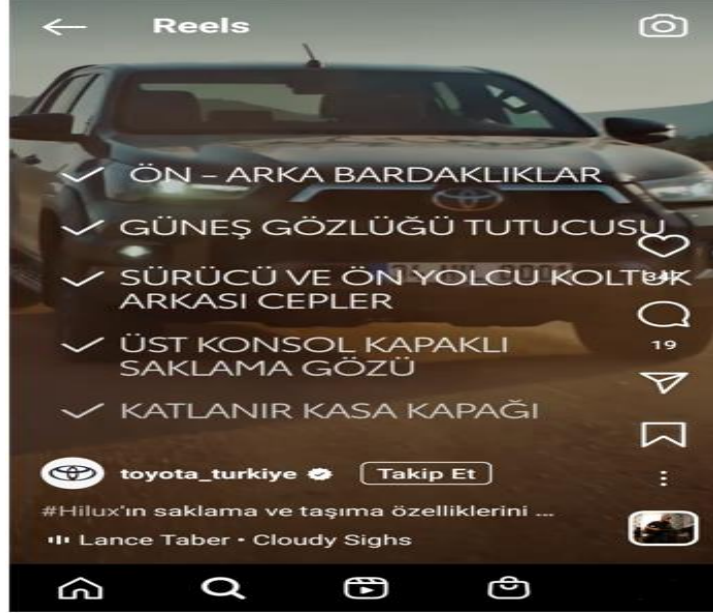 Reels
ÖN – ARKA BARDAKLIKLAR
GÜNEŞ GÖZLÜĞÜ TUTUCUSU
SÜRÜCÜ VE ÖN YOLCU KOLTUK
ARKASI CEPLER
ÜST KONSOL KAPAKLI
SAKLAMA GÖZÜ
KATLANIR KASA KAPAĞI
19
toyota_turkiye
Takip Et
#Hilux'ın saklama ve taşıma özelliklerini ...
Lance Taber • Cloudy Sighs